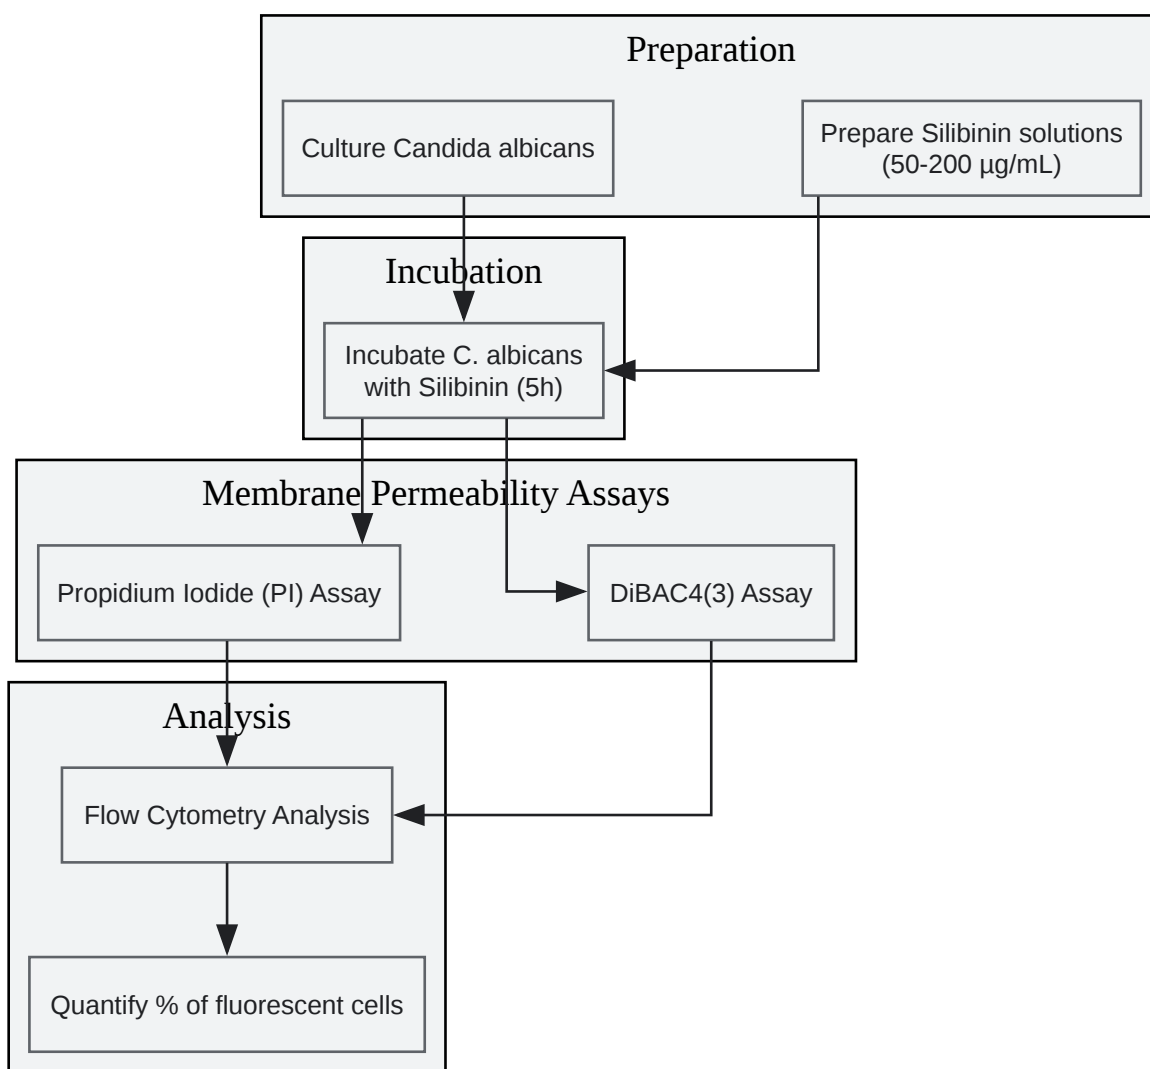 Preparation
Culture Candida albicans
Prepare Silibinin solutions
(50-200 µg/mL)
Incubation
Incubate C. albicans
with Silibinin (5h)
Membrane Permeability Assays
Propidium Iodide (PI) Assay
DiBAC4(3) Assay
Analysis
Flow Cytometry Analysis
Quantify % of fluorescent cells